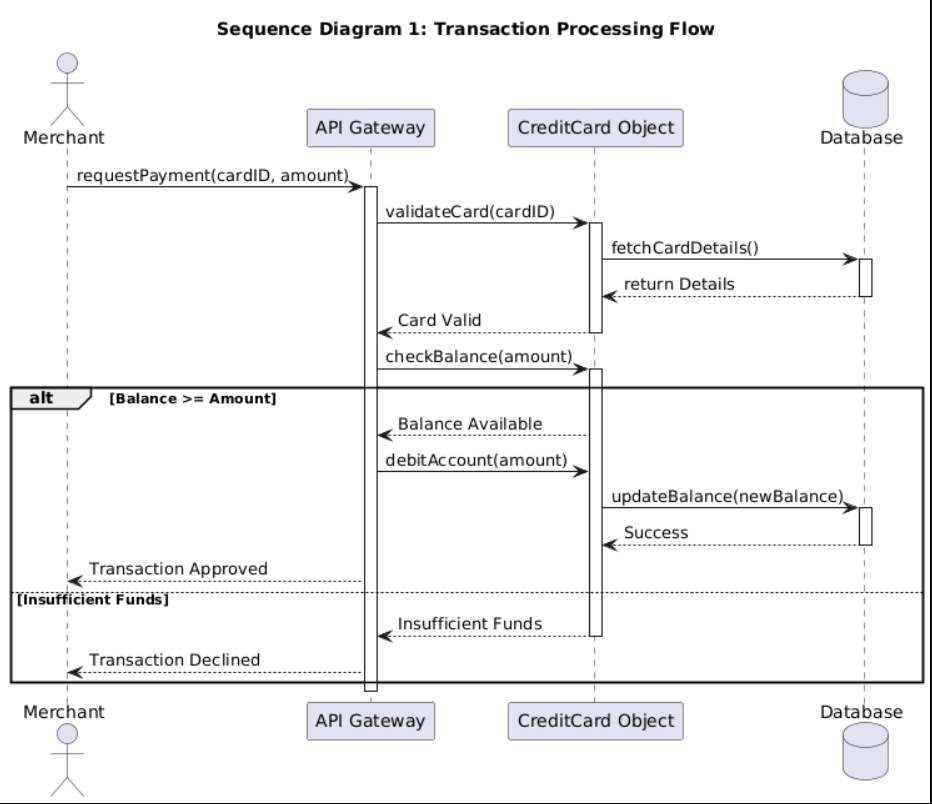 Sequence Diagram 1: Transaction Processing Flow
Merchant
API Gateway
CreditCard Object
Database
requestPayment(cardID, amount)
validateCard(cardID)
fetchCardDetails()
return Details
Card Valid
checkBalance(amount)
alt
[Balance >= Amount]
Balance Available
debitAccount(amount)
updateBalance(newBalance)
Success
Transaction Approved
[Insufficient Funds]
Insufficient Funds
Transaction Declined
Merchant
API Gateway
CreditCard Object
Database